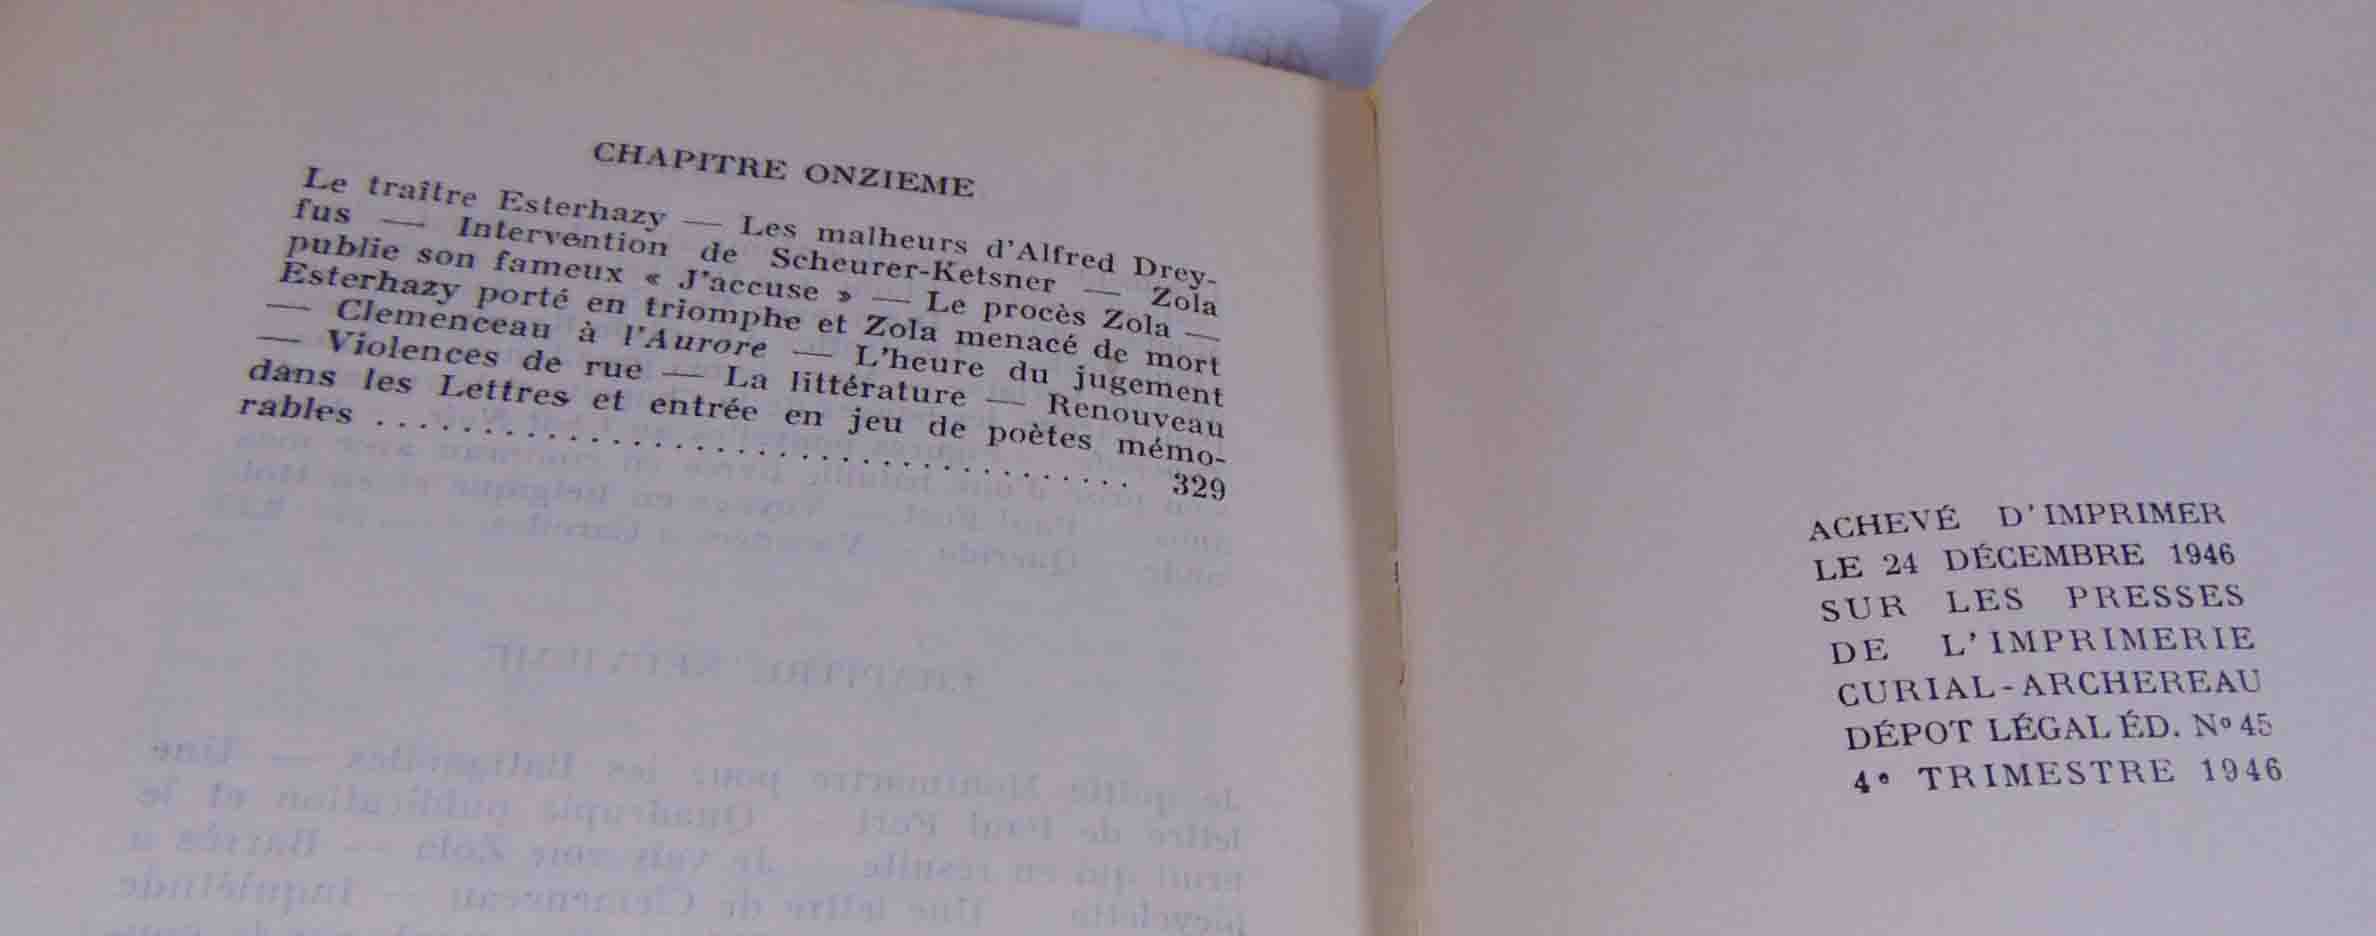 CHAPITRE ONZIEME
Le traître Esterhazy — Les malheurs d'Alfred Drey-
fus — Intervention de Scheurer-Ketsner — Zola
publie son fameux « J'accuse » — Le procès Zola —
Esterhazy porté en triomphe et Zola menacé de mort
— Clemenceau à l'Aurore — L'heure du jugement
— Violences de rue — La littérature — Renouveau
dans les Lettres et entrée en jeu de poètes mémo-
rables ........................................ 329
ACHEVÉ D'IMPRIMER
LE 24 DÉCEMBRE 1946
SUR LES PRESSES
DE L'IMPRIMERIE
CURIAL-ARCHEREAU
DÉPOT LÉGAL ÉD. Nº 45
4º TRIMESTRE 1946